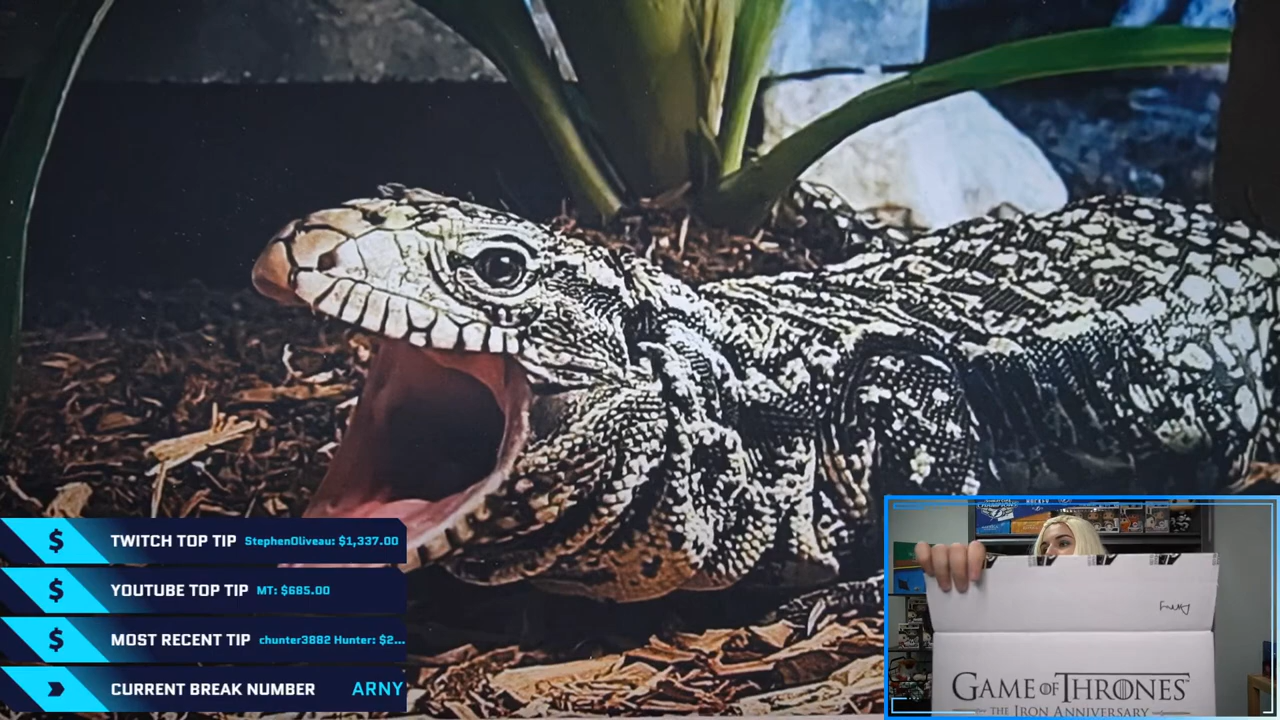 TWITCH TOP TIP StephenOliveau: $1,337.00
YOUTUBE TOP TIP MT: $685.00
MOST RECENT TIP chunter3882 Hunter: $2...
CURRENT BREAK NUMBER ARNY
GAME OF THRONES
THE IRON ANNIVERSARY